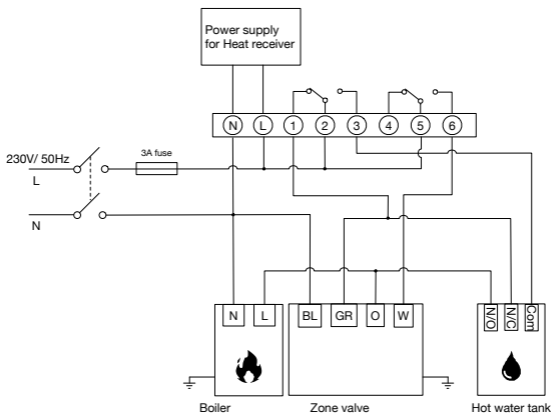 Power supply
for Heat receiver
N L 1 2 3 4 5 6
230V/ 50Hz
3A fuse
L
N
N L BL GR O W N/O N/C Com
Boiler Zone valve Hot water tank